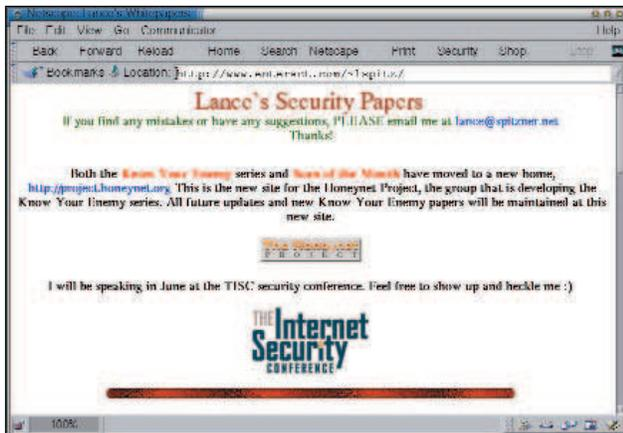 Netscape: Lance's Whitepapers
File Edit View Go Communicator Help
Back Forward Reload Home Search Netscape Print Security Shop Stop
Bookmarks Location: http://www.enteract.com/~lspitz/
Lance's Security Papers
If you find any mistakes or have any suggestions, PLEASE email me at lance@spitzner.net
Thanks!
Both the Know Your Enemy series and Scan of the Month have moved to a new home,
http://project.honeynet.org This is the new site for the Honeynet Project, the group that is developing the
Know Your Enemy series. All future updates and new Know Your Enemy papers will be maintained at this
new site.
The Honeynet
PROJECT
I will be speaking in June at the TISC security conference. Feel free to show up and heckle me :)
THE Internet
Security
CONFERENCE
100%